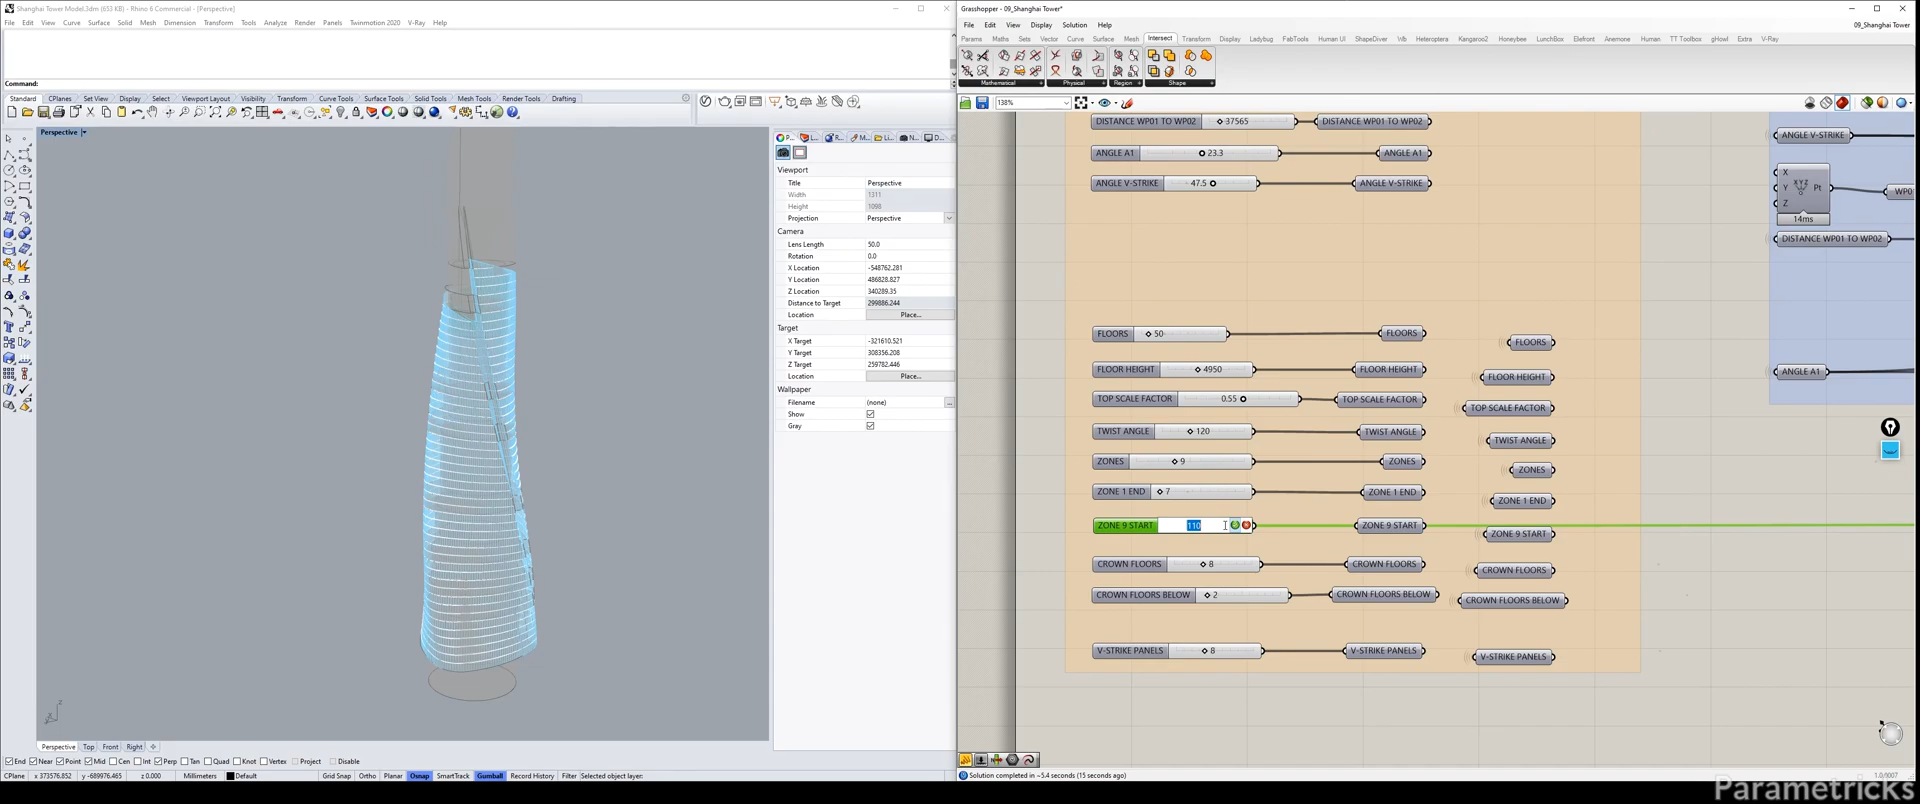 Shanghai Tower Model.3dm (653 KB) - Rhino 6 Commercial - [Perspective]
File Edit View Curve Surface Solid Mesh Dimension Transform Tools Analyze Render Panels Twinmotion 2020 V-Ray Help
Command:
Standard CPlanes Set View Display Select Viewport Layout Visibility Transform Curve Tools Surface Tools Solid Tools Mesh Tools Render Tools Drafting
Perspective
P... L... R... M... Li... N... D...
Viewport
Title Perspective
Width 1311
Height 1098
Projection Perspective
Camera
Lens Length 50.0
Rotation 0.0
X Location -548762.281
Y Location 486828.827
Z Location 340289.35
Distance to Target 299886.244
Location Place...
Target
X Target -321610.521
Y Target 308356.208
Z Target 259782.446
Location Place...
Wallpaper
Filename (none) ...
Show
Gray
Perspective Top Front Right
End Near Point Mid Cen Int Perp Tan Quad Knot Vertex Project Disable
CPlane x 373576.852 y -689976.465 z 0.000 Millimeters Default Grid Snap Ortho Planar Osnap SmartTrack Gumball Record History Filter Selected object layer:
Grasshopper - 09_Shanghai Tower*
File Edit View Display Solution Help 09_Shanghai Tower
Params Maths Sets Vector Curve Surface Mesh Intersect Transform Display Ladybug FabTools Human UI ShapeDiver Wb Heteroptera Kangaroo2 Honeybee LunchBox Elefront Anemone Human TT Toolbox gHowl Extra V-Ray
Mathematical Physical Region Shape
138%
DISTANCE WP01 TO WP02 37565 DISTANCE WP01 TO WP02
ANGLE A1 23.3 ANGLE A1
ANGLE V-STRIKE 47.5 ANGLE V-STRIKE
ANGLE V-STRIKE
X
Y Pt
Z
X Y Z
WP0
14ms
DISTANCE WP01 TO WP02
ANGLE A1
FLOORS 50 FLOORS FLOORS
FLOOR HEIGHT 4950 FLOOR HEIGHT FLOOR HEIGHT
TOP SCALE FACTOR 0.55 TOP SCALE FACTOR TOP SCALE FACTOR
TWIST ANGLE 120 TWIST ANGLE TWIST ANGLE
ZONES 9 ZONES ZONES
ZONE 1 END 7 ZONE 1 END ZONE 1 END
ZONE 9 START 110 ZONE 9 START ZONE 9 START
CROWN FLOORS 8 CROWN FLOORS CROWN FLOORS
CROWN FLOORS BELOW 2 CROWN FLOORS BELOW CROWN FLOORS BELOW
V-STRIKE PANELS 8 V-STRIKE PANELS V-STRIKE PANELS
Solution completed in ~5.4 seconds (15 seconds ago)
1.0.0007
Parametricks